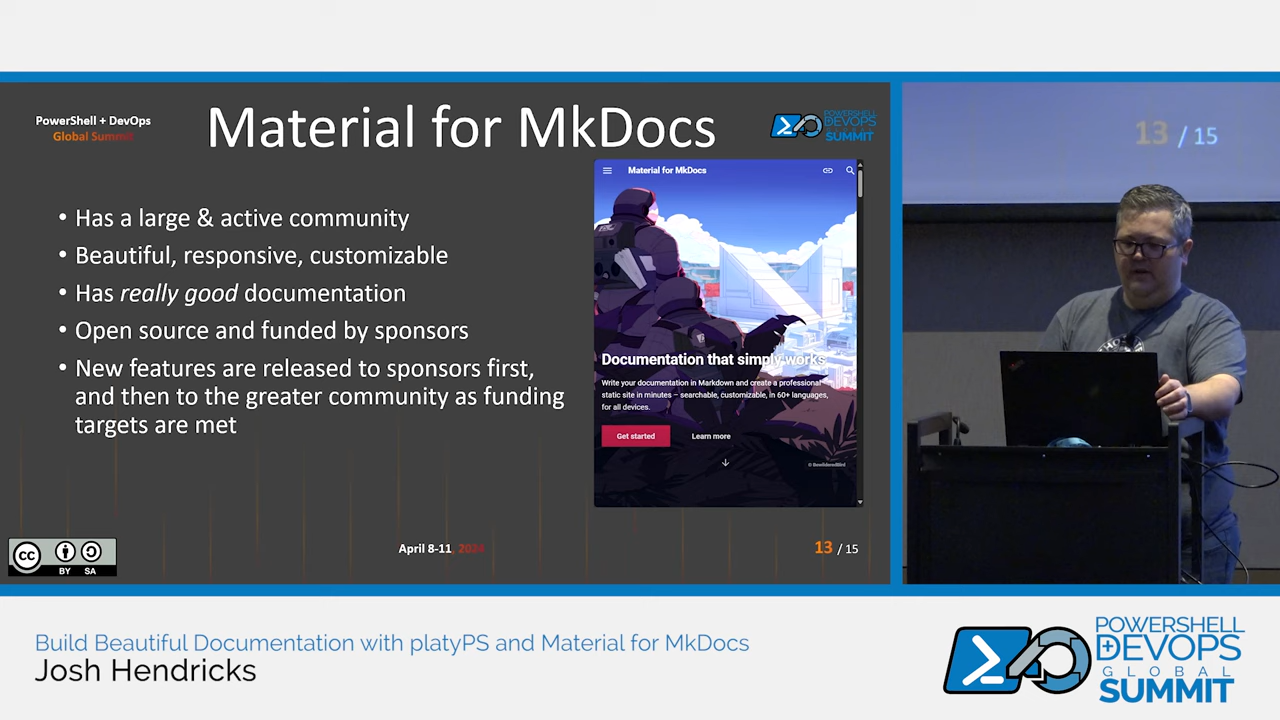 PowerShell + DevOps
Global Summit
Material for MkDocs
POWERSHELL
DEVOPS
GLOBAL
SUMMIT
• Has a large & active community
• Beautiful, responsive, customizable
• Has really good documentation
• Open source and funded by sponsors
• New features are released to sponsors first,
and then to the greater community as funding
targets are met
Material for MkDocs
Documentation that simply works
Write your documentation in Markdown and create a professional
static site in minutes – searchable, customizable, in 60+ languages,
for all devices.
Get started
Learn more
cc
BY SA
April 8-11, 2024
13 / 15
13 / 15
Build Beautiful Documentation with platyPS and Material for MkDocs
Josh Hendricks
POWERSHELL
DEVOPS
GLOBAL
SUMMIT